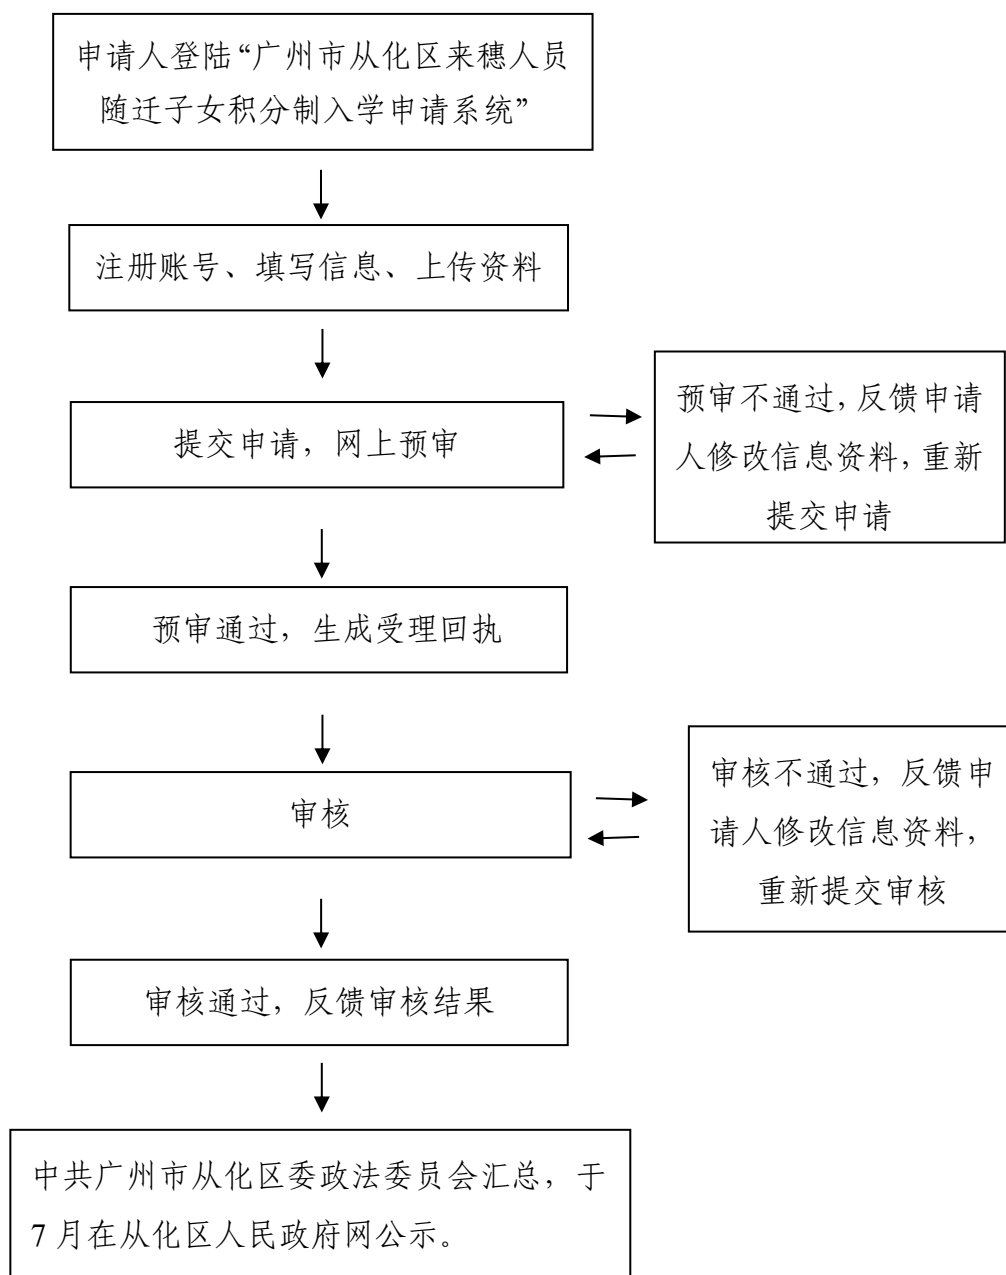 申请人登陆“广州市从化区来穗人员
随迁子女积分制入学申请系统”
注册账号、填写信息、上传资料
提交申请，网上预审
预审不通过，反馈申请
人修改信息资料，重新
提交申请
预审通过，生成受理回执
审核
审核不通过，反馈申
请人修改信息资料，
重新提交审核
审核通过，反馈审核结果
中共广州市从化区委政法委员会汇总，于
7 月在从化区人民政府网公示。